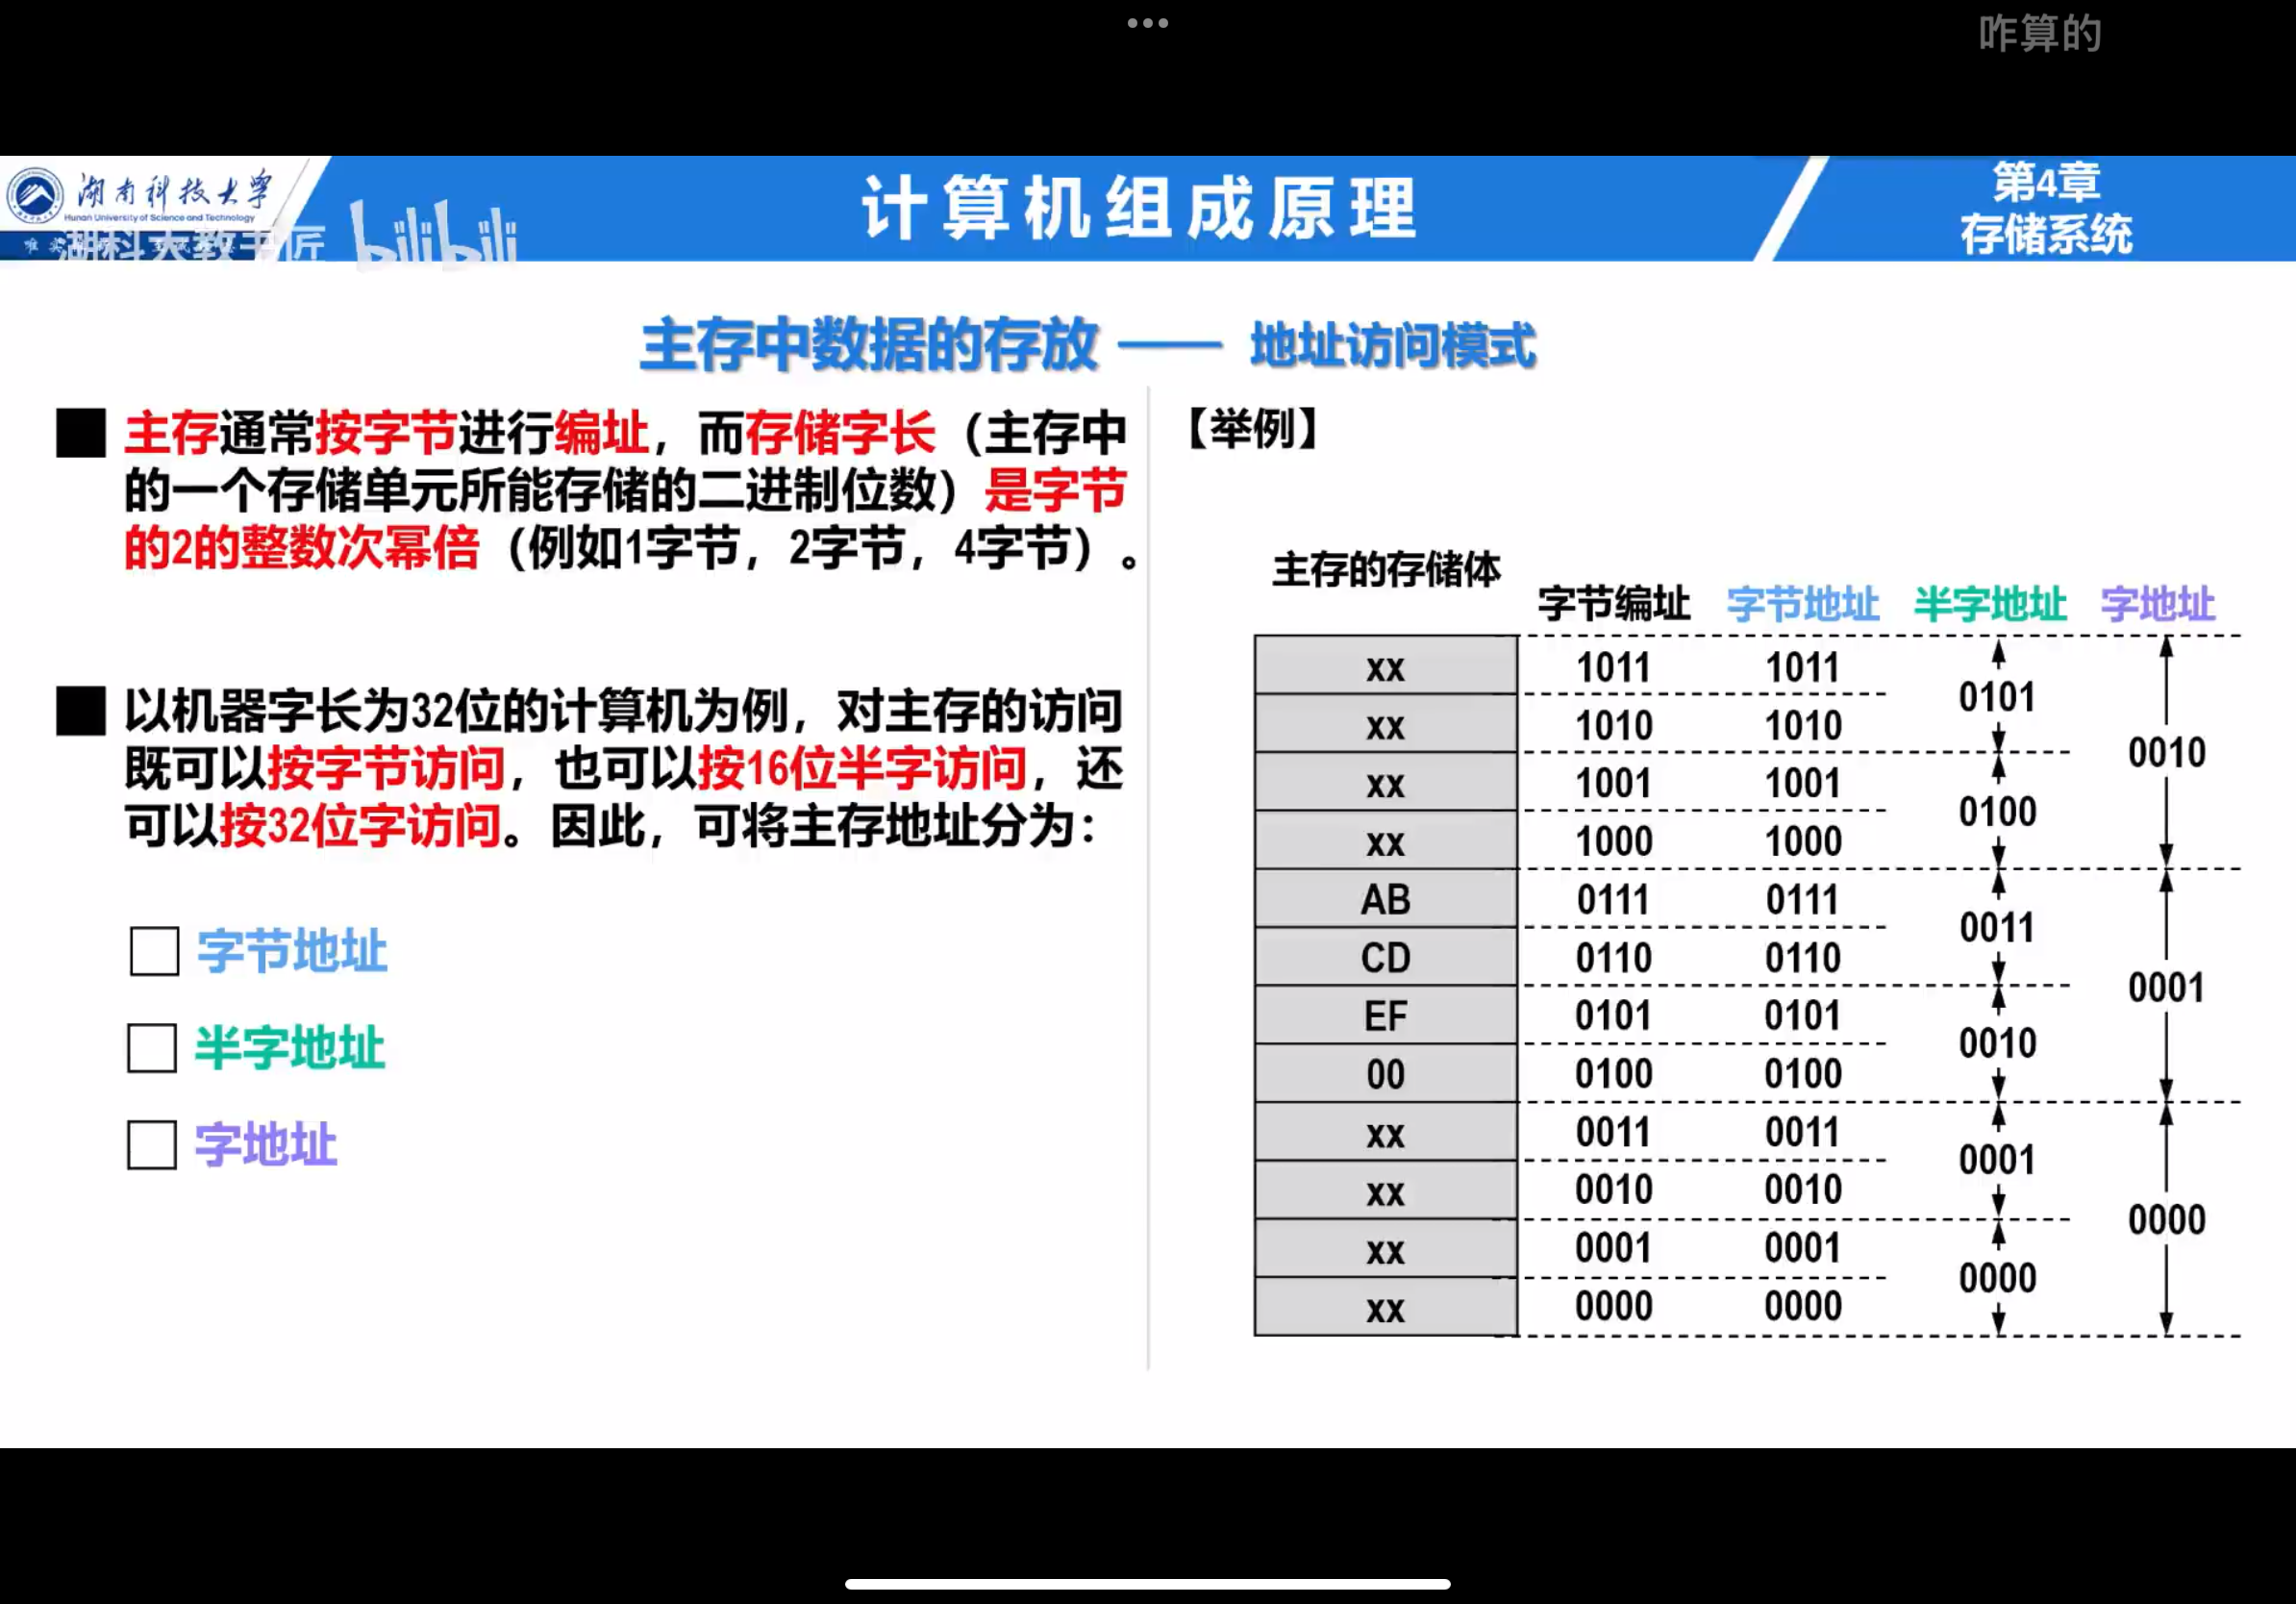 咋算的
湖南科技大学
Hunan University of Science and Technology
湖科大教书匠 bilibili
计算机组成原理
第4章
存储系统
主存中数据的存放 —— 地址访问模式
主存通常按字节进行编址，而存储字长（主存中
的一个存储单元所能存储的二进制位数）是字节
的2的整数次幂倍（例如1字节，2字节，4字节）。
以机器字长为32位的计算机为例，对主存的访问
既可以按字节访问，也可以按16位半字访问，还
可以按32位字访问。因此，可将主存地址分为：
字节地址
半字地址
字地址
【举例】
主存的存储体 字节编址 字节地址 半字地址 字地址
xx 1011 1011
0101
xx 1010 1010
0010
xx 1001 1001
0100
xx 1000 1000
AB 0111 0111
0011
CD 0110 0110
0001
EF 0101 0101
0010
00 0100 0100
xx 0011 0011
0001
xx 0010 0010
0000
xx 0001 0001
0000
xx 0000 0000